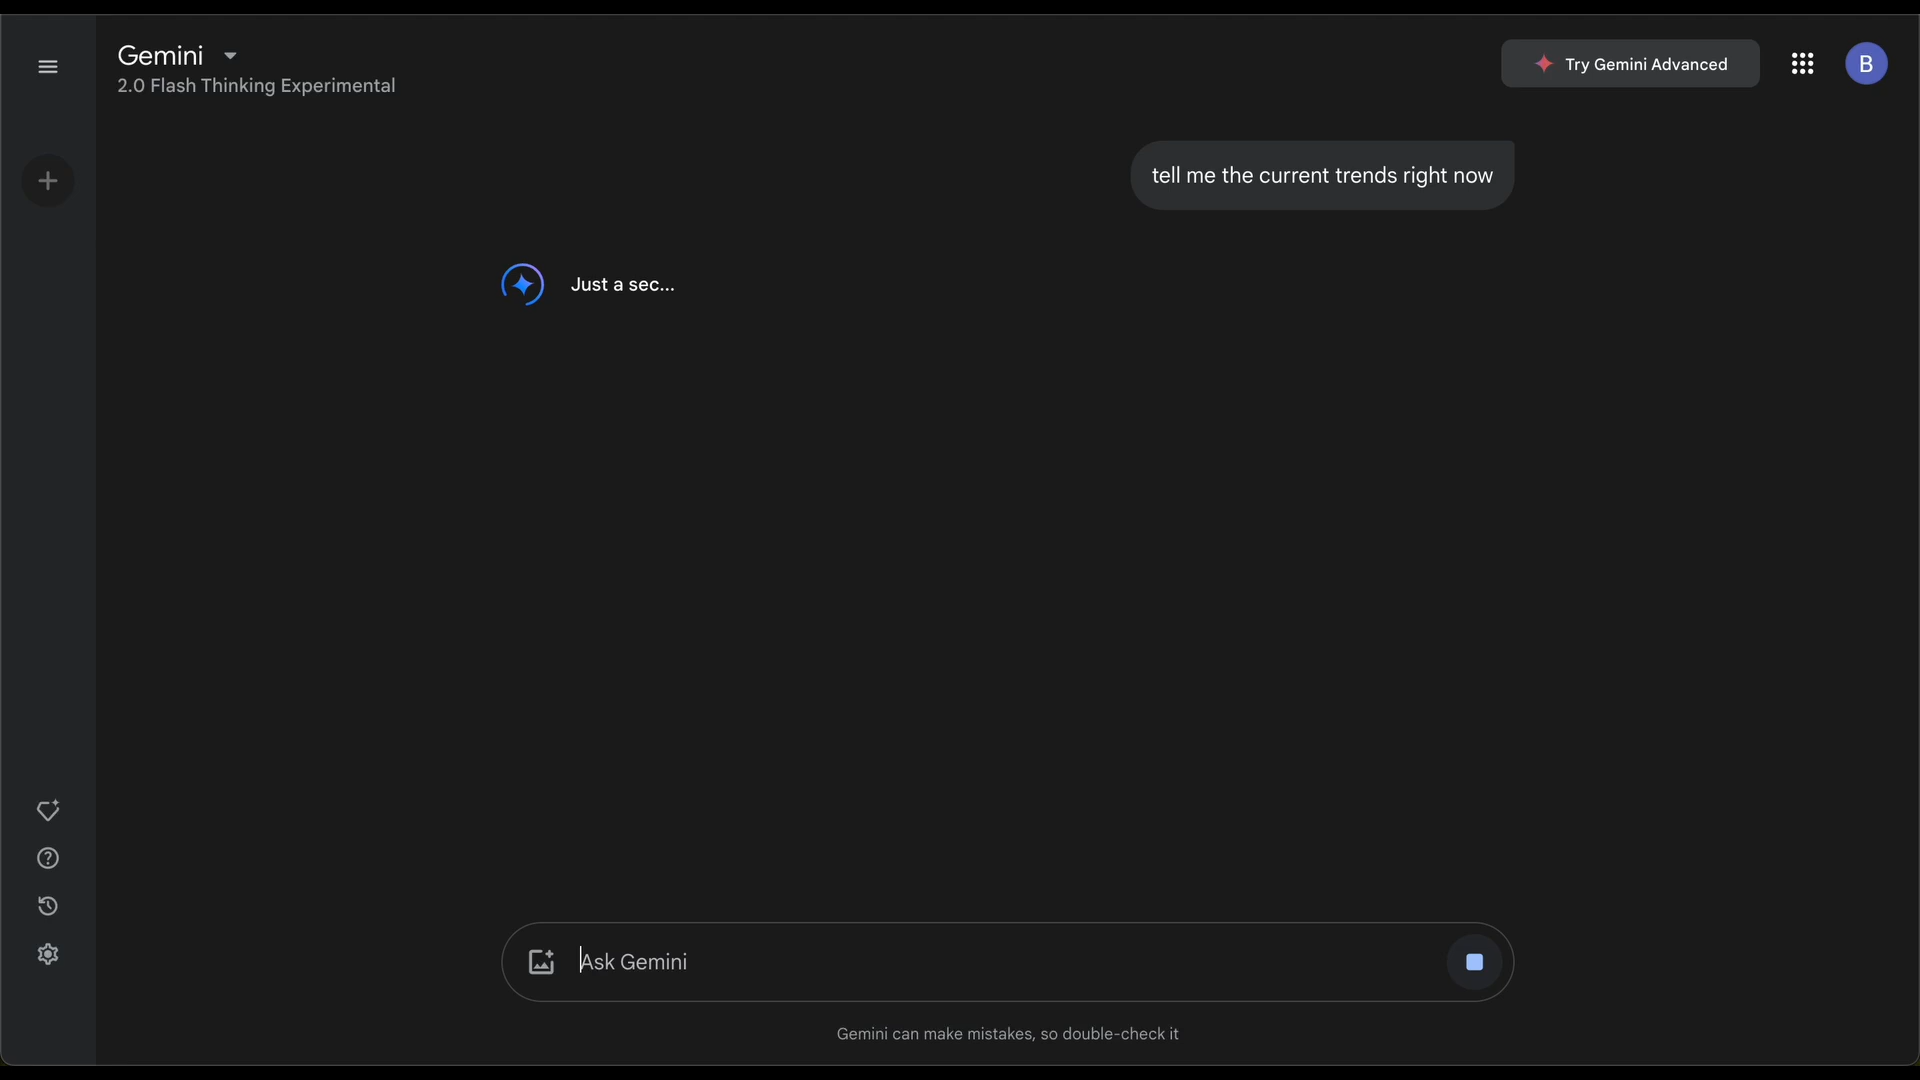 Gemini
2.0 Flash Thinking Experimental
Try Gemini Advanced
B
tell me the current trends right now
Just a sec...
Ask Gemini
Gemini can make mistakes, so double-check it